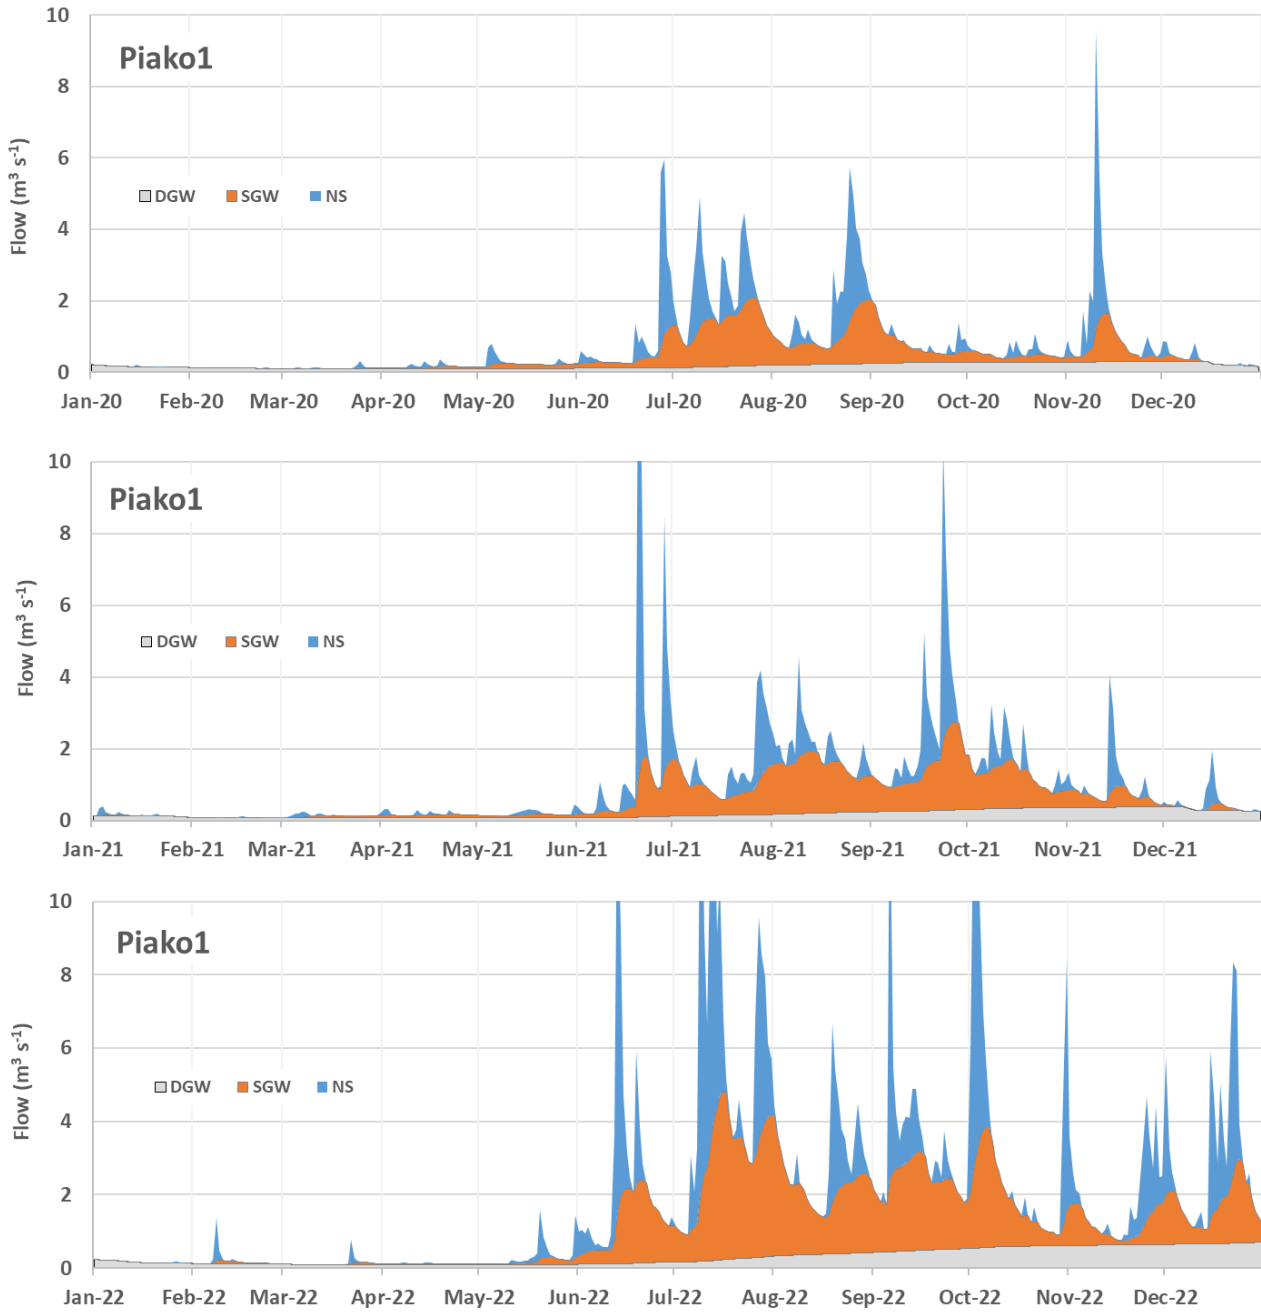 10
Piako1
8
6
DGW SGW NS
4
2
0
Flow (m³ s⁻¹)
Jan-20 Feb-20 Mar-20 Apr-20 May-20 Jun-20 Jul-20 Aug-20 Sep-20 Oct-20 Nov-20 Dec-20
10
Piako1
8
6
DGW SGW NS
4
2
0
Flow (m³ s⁻¹)
Jan-21 Feb-21 Mar-21 Apr-21 May-21 Jun-21 Jul-21 Aug-21 Sep-21 Oct-21 Nov-21 Dec-21
10
Piako1
8
6
DGW SGW NS
4
2
0
Flow (m³ s⁻¹)
Jan-22 Feb-22 Mar-22 Apr-22 May-22 Jun-22 Jul-22 Aug-22 Sep-22 Oct-22 Nov-22 Dec-22